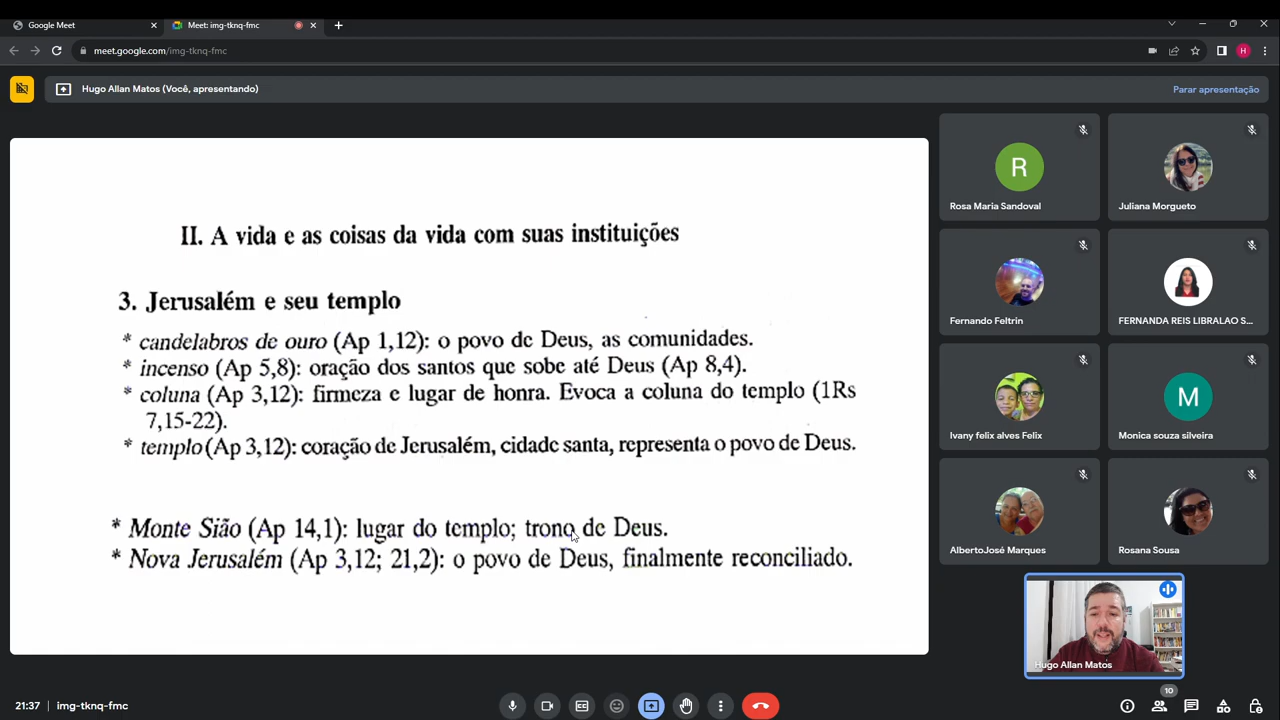 Google Meet
Meet: img-tknq-fmc
meet.google.com/img-tknq-fmc
H
Hugo Allan Matos (Você, apresentando)
Parar apresentação
II. A vida e as coisas da vida com suas instituições
3. Jerusalém e seu templo
* candelabros de ouro (Ap 1,12): o povo de Deus, as comunidades.
* incenso (Ap 5,8): oração dos santos que sobe até Deus (Ap 8,4).
* coluna (Ap 3,12): firmeza e lugar de honra. Evoca a coluna do templo (1Rs
7,15-22).
* templo (Ap 3,12): coração de Jerusalém, cidade santa, representa o povo de Deus.
* Monte Sião (Ap 14,1): lugar do templo; trono de Deus.
* Nova Jerusalém (Ap 3,12; 21,2): o povo de Deus, finalmente reconciliado.
R
Rosa Maria Sandoval
Juliana Morgueto
Fernando Feltrin
FERNANDA REIS LIBRALAO S...
Ivany felix alves Felix
M
Monica souza silveira
AlbertoJosé Marques
Rosana Sousa
Hugo Allan Matos
21:37 | img-tknq-fmc
10